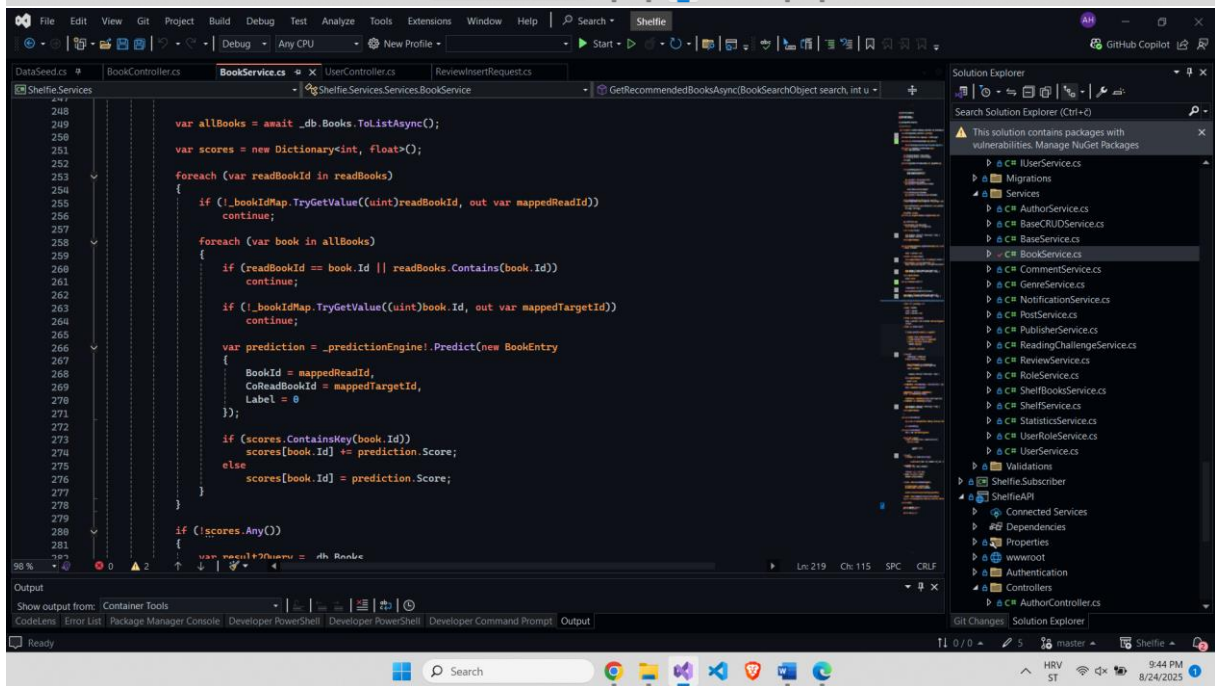 File Edit View Git Project Build Debug Test Analyze Tools Extensions Window Help Search Shelfie AH
Debug Any CPU New Profile Start GitHub Copilot
DataSeed.cs BookController.cs BookService.cs UserController.cs ReviewInsertRequest.cs
Shelfie.Services Shelfie.Services.Services.BookService GetRecommendedBooksAsync(BookSearchObject search, int u
247
248
249 var allBooks = await _db.Books.ToListAsync();
250
251 var scores = new Dictionary<int, float>();
252
253 foreach (var readBookId in readBooks)
254 {
255 if (!_bookIdMap.TryGetValue((uint)readBookId, out var mappedReadId))
256 continue;
257
258 foreach (var book in allBooks)
259 {
260 if (readBookId == book.Id || readBooks.Contains(book.Id))
261 continue;
262
263 if (!_bookIdMap.TryGetValue((uint)book.Id, out var mappedTargetId))
264 continue;
265
266 var prediction = _predictionEngine!.Predict(new BookEntry
267 {
268 BookId = mappedReadId,
269 CoReadBookId = mappedTargetId,
270 Label = 0
271 });
272
273 if (scores.ContainsKey(book.Id))
274 scores[book.Id] += prediction.Score;
275 else
276 scores[book.Id] = prediction.Score;
277 }
278 }
279
280 if (!scores.Any())
281 {
282 var result2Query = _db.Books
98 % 0 2 Ln: 219 Ch: 115 SPC CRLF
Output
Show output from: Container Tools
CodeLens Error List Package Manager Console Developer PowerShell Developer PowerShell Developer Command Prompt Output
Solution Explorer
Search Solution Explorer (Ctrl+č)
This solution contains packages with
vulnerabilities. Manage NuGet Packages
C# IUserService.cs
Migrations
Services
C# AuthorService.cs
C# BaseCRUDService.cs
C# BaseService.cs
C# BookService.cs
C# CommentService.cs
C# GenreService.cs
C# NotificationService.cs
C# PostService.cs
C# PublisherService.cs
C# ReadingChallengeService.cs
C# ReviewService.cs
C# RoleService.cs
C# ShelfBooksService.cs
C# ShelfService.cs
C# StatisticsService.cs
C# UserRoleService.cs
C# UserService.cs
Validations
Shelfie.Subscriber
ShelfieAPI
Connected Services
Dependencies
Properties
wwwroot
Authentication
Controllers
C# AuthorController.cs
Git Changes Solution Explorer
Ready 0 / 0 5 master Shelfie 2
Search HRV 9:44 PM
ST 8/24/2025 1